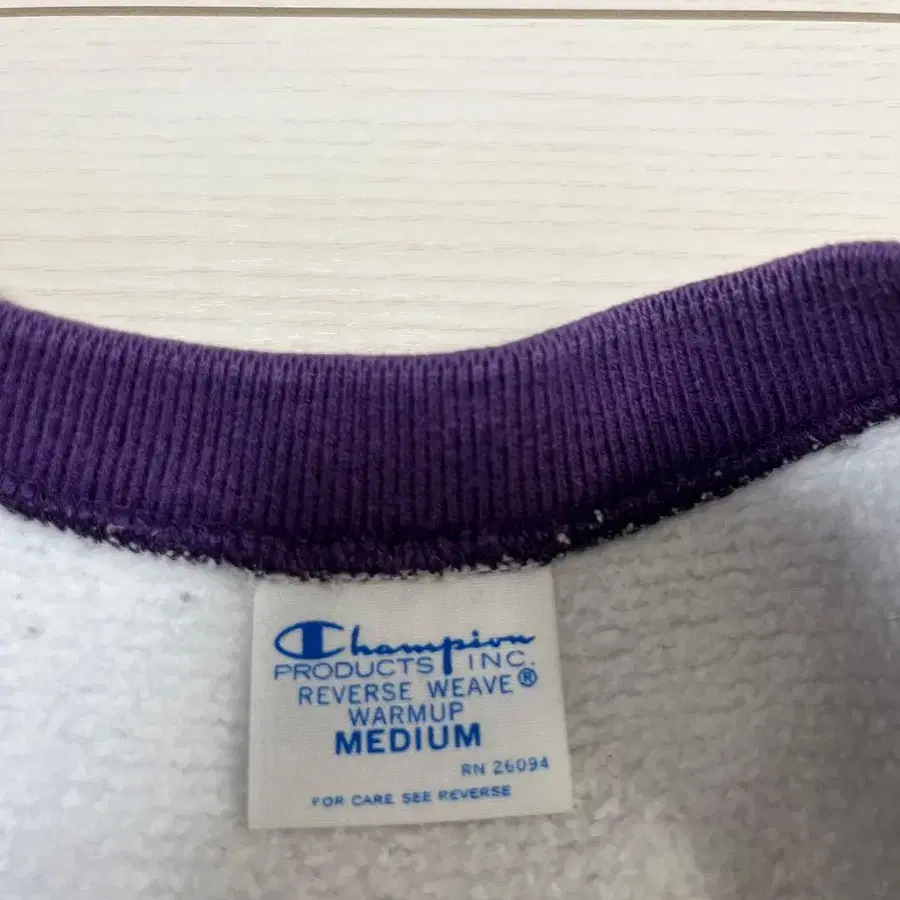 Champion
PRODUCTS INC.
REVERSE WEAVE®
WARMUP
MEDIUM
RN 26094
FOR CARE SEE REVERSE